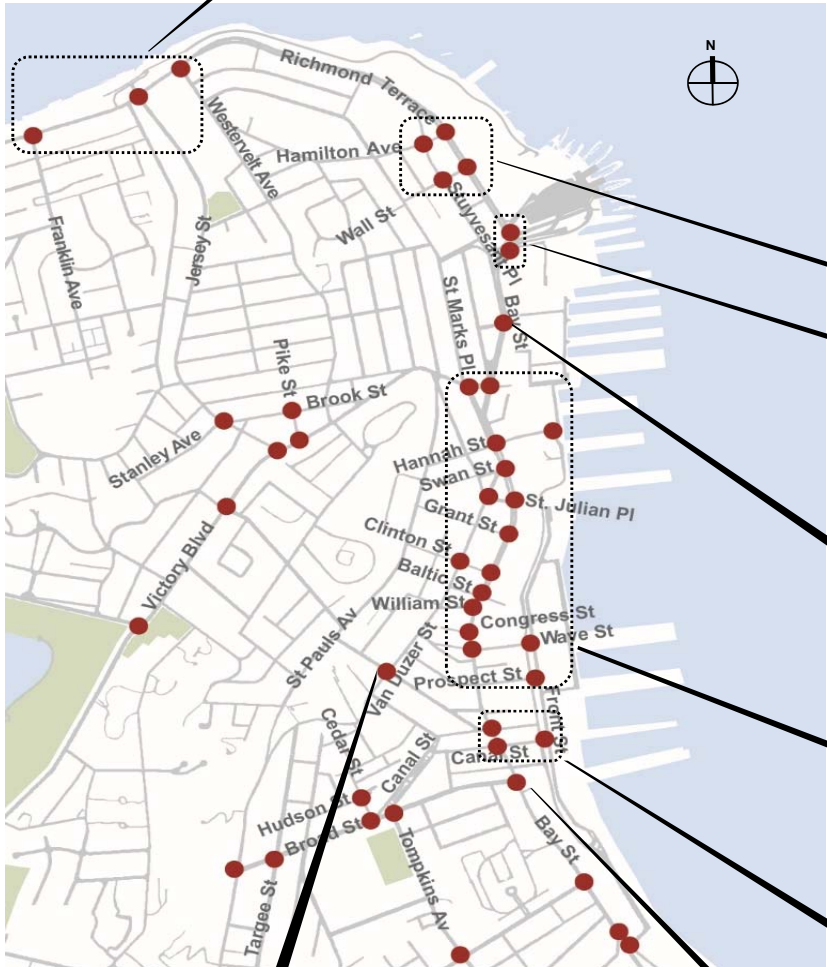 N
Richmond Terrace
Westervelt Ave
Hamilton Ave
Wall St
Stuyvesant Pl
Franklin Ave
Jersey St
St Marks Pl
Bay St
Pike St
Brook St
Stanley Ave
Hannah St
Swan St
St. Julian Pl
Grant St
Clinton St
Baltic St
Victory Blvd
William St
Congress St
Wave St
St Pauls Av
Van Duzer St
Prospect St
Front St
Cedar St
Canal St
Canal St
Hudson St
Broad St
Bay St
Tompkins Av
Targee St